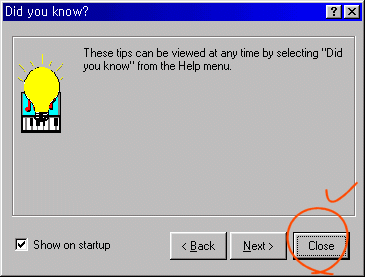 Did you know?
These tips can be viewed at any time by selecting "Did
you know" from the Help menu.
Show on startup
< Back
Next >
Close